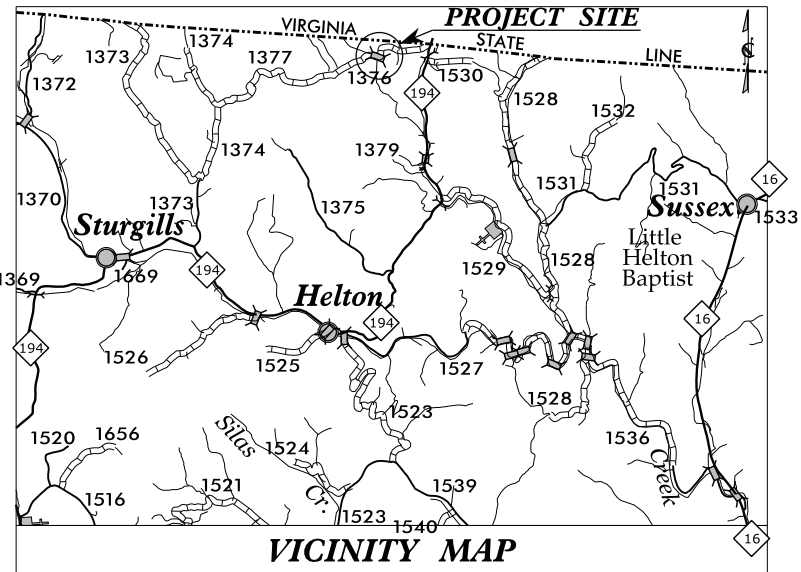 PROJECT SITE
VIRGINIA
STATE
LINE
1374
1373
1377
1376
1530
1372
194
1528
1532
1374
1379
1531
1531
16
1370
1373
1375
Sussex
1533
Sturgills
Little
Helton
Baptist
1529
1528
1369
1669
194
Helton
194
194
16
1526
1525
1527
1528
1523
Silas
Cr.
1520
1656
1524
1536
Creek
1516
1521
1539
1523
1540
16
VICINITY MAP